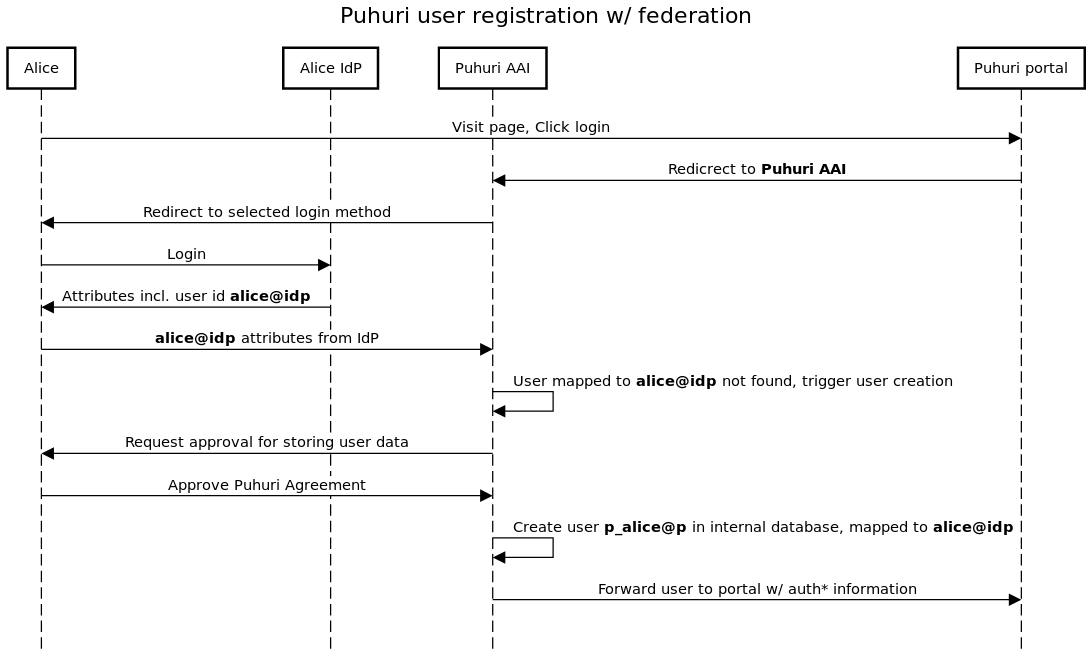 Puhuri user registration w/ federation
Alice
Alice IdP
Puhuri AAI
Puhuri portal
Visit page, Click login
Redicrect to Puhuri AAI
Redirect to selected login method
Login
Attributes incl. user id alice@idp
alice@idp attributes from IdP
User mapped to alice@idp not found, trigger user creation
Request approval for storing user data
Approve Puhuri Agreement
Create user p_alice@p in internal database, mapped to alice@idp
Forward user to portal w/ auth* information